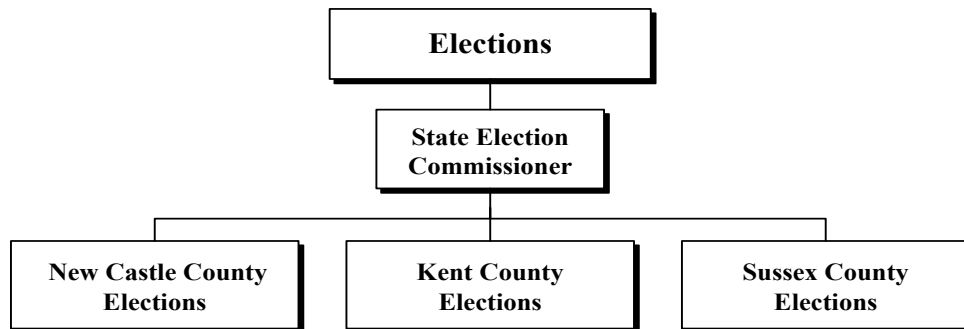 Elections
State Election
Commissioner
New Castle County
Elections
Kent County
Elections
Sussex County
Elections